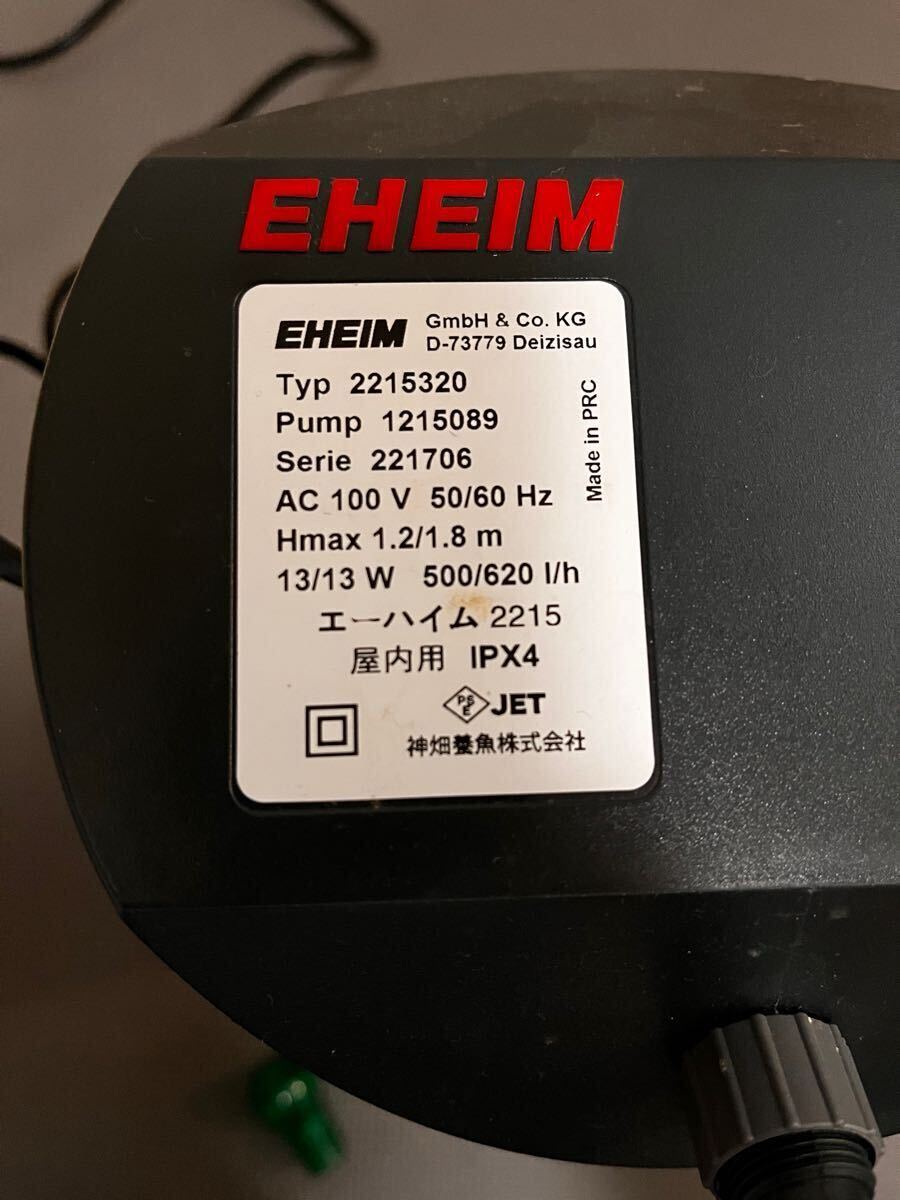 EHEIM
EHEIM GmbH & Co. KG
D-73779 Deizisau
Typ 2215320
Pump 1215089
Serie 221706
AC 100 V 50/60 Hz
Hmax 1.2/1.8 m
13/13 W 500/620 l/h
Made in PRC
エーハイム 2215
屋内用 IPX4
PSE JET
神畑養魚株式会社